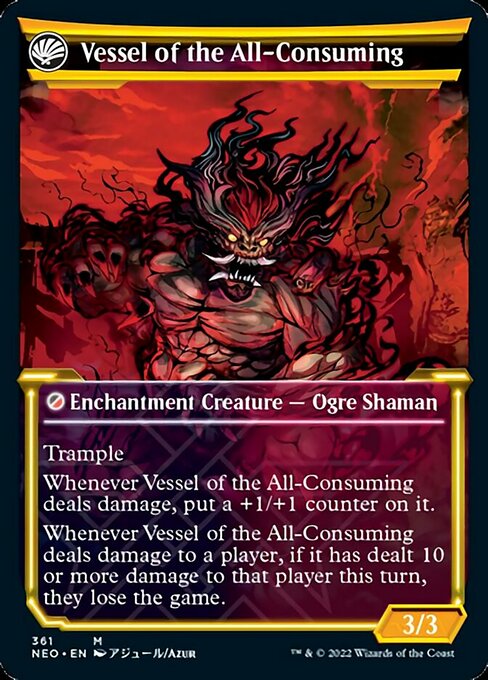 Vessel of the All-Consuming
Enchantment Creature — Ogre Shaman
Trample
Whenever Vessel of the All-Consuming
deals damage, put a +1/+1 counter on it.
Whenever Vessel of the All-Consuming
deals damage to a player, if it has dealt 10
or more damage to that player this turn,
they lose the game.
3/3
361 M
NEO • EN アジュール/Azur
™ & © 2022 Wizards of the Coast